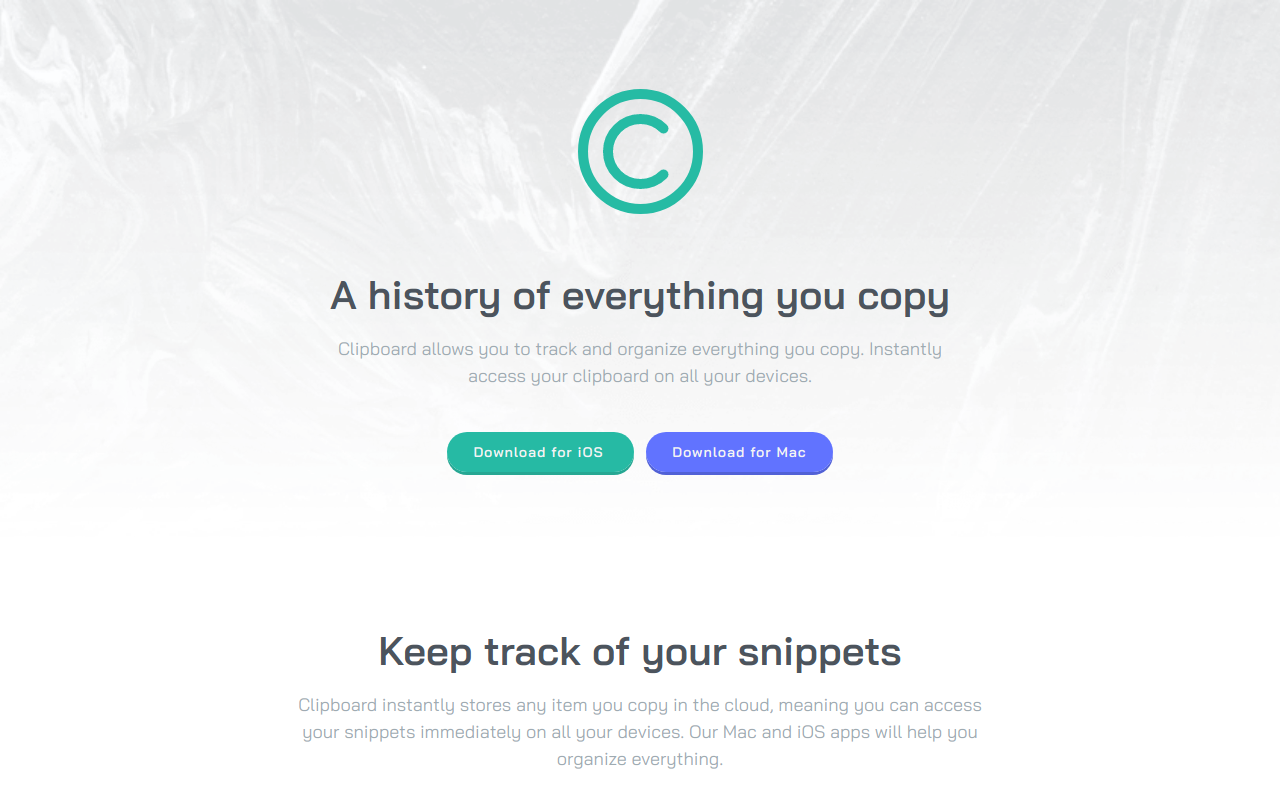 A history of everything you copy
Clipboard allows you to track and organize everything you copy. Instantly
access your clipboard on all your devices.
Download for iOS
Download for Mac
Keep track of your snippets
Clipboard instantly stores any item you copy in the cloud, meaning you can access
your snippets immediately on all your devices. Our Mac and iOS apps will help you
organize everything.